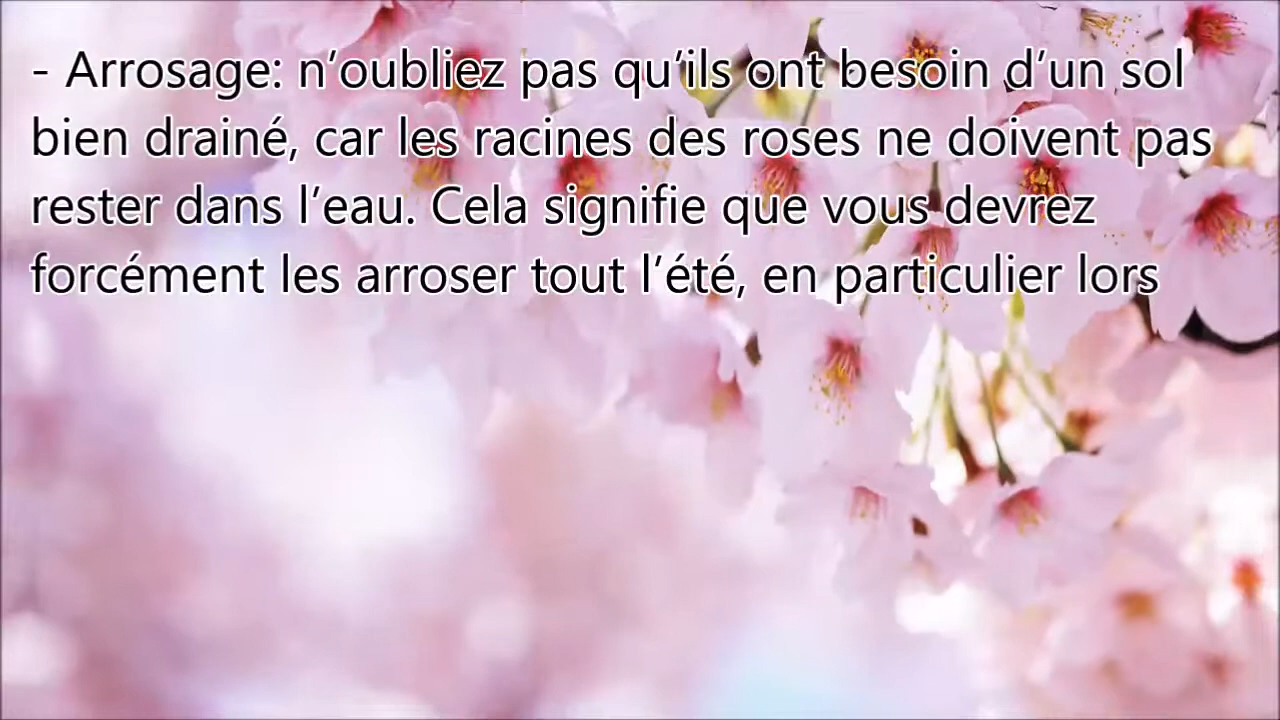 - Arrosage: n’oubliez pas qu’ils ont besoin d’un sol
bien drainé, car les racines des roses ne doivent pas
rester dans l’eau. Cela signifie que vous devrez
forcément les arroser tout l’été, en particulier lors